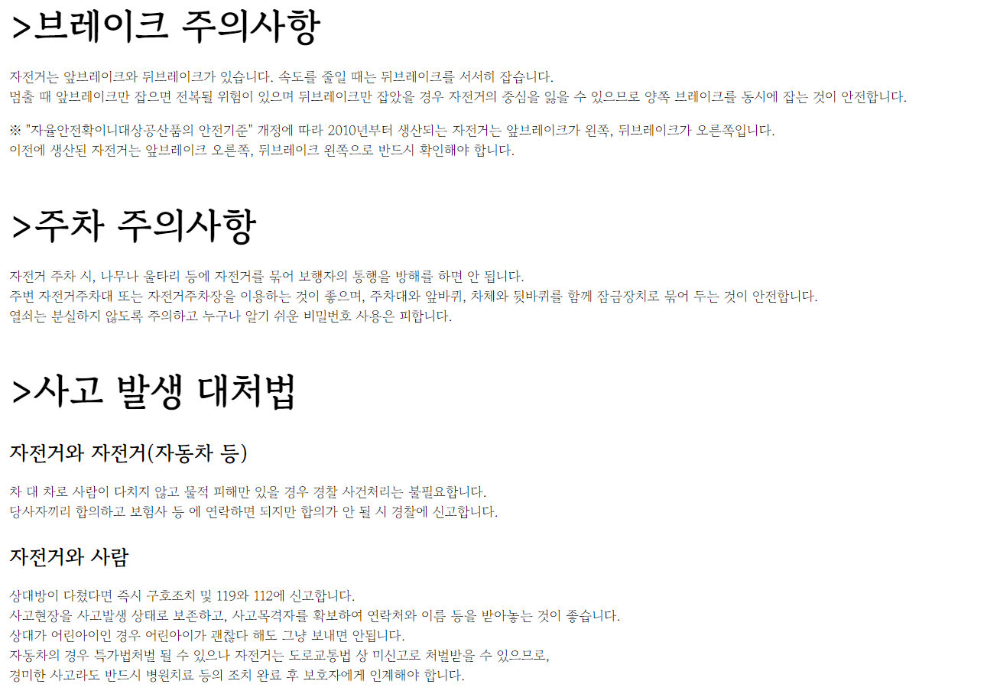 >브레이크 주의사항
자전거는 앞브레이크와 뒤브레이크가 있습니다. 속도를 줄일 때는 뒤브레이크를 서서히 잡습니다.
멈출 때 앞브레이크만 잡으면 전복될 위험이 있으며 뒤브레이크만 잡았을 경우 자전거의 중심을 잃을 수 있으므로 양쪽 브레이크를 동시에 잡는 것이 안전합니다.
※ "자율안전확이니대상공산품의 안전기준" 개정에 따라 2010년부터 생산되는 자전거는 앞브레이크가 왼쪽, 뒤브레이크가 오른쪽입니다.
이전에 생산된 자전거는 앞브레이크 오른쪽, 뒤브레이크 왼쪽으로 반드시 확인해야 합니다.
>주차 주의사항
자전거 주차 시, 나무나 울타리 등에 자전거를 묶어 보행자의 통행을 방해를 하면 안 됩니다.
주변 자전거주차대 또는 자전거주차장을 이용하는 것이 좋으며, 주차대와 앞바퀴, 차체와 뒷바퀴를 함께 잠금장치로 묶어 두는 것이 안전합니다.
열쇠는 분실하지 않도록 주의하고 누구나 알기 쉬운 비밀번호 사용은 피합니다.
>사고 발생 대처법
자전거와 자전거(자동차 등)
차 대 차로 사람이 다치지 않고 물적 피해만 있을 경우 경찰 사건처리는 불필요합니다.
당사자끼리 합의하고 보험사 등 에 연락하면 되지만 합의가 안 될 시 경찰에 신고합니다.
자전거와 사람
상대방이 다쳤다면 즉시 구호조치 및 119와 112에 신고합니다.
사고현장을 사고발생 상태로 보존하고, 사고목격자를 확보하여 연락처와 이름 등을 받아놓는 것이 좋습니다.
상대가 어린아이인 경우 어린아이가 괜찮다 해도 그냥 보내면 안됩니다.
자동차의 경우 특가법처벌 될 수 있으나 자전거는 도로교통법 상 미신고로 처벌받을 수 있으므로,
경미한 사고라도 반드시 병원치료 등의 조치 완료 후 보호자에게 인계해야 합니다.